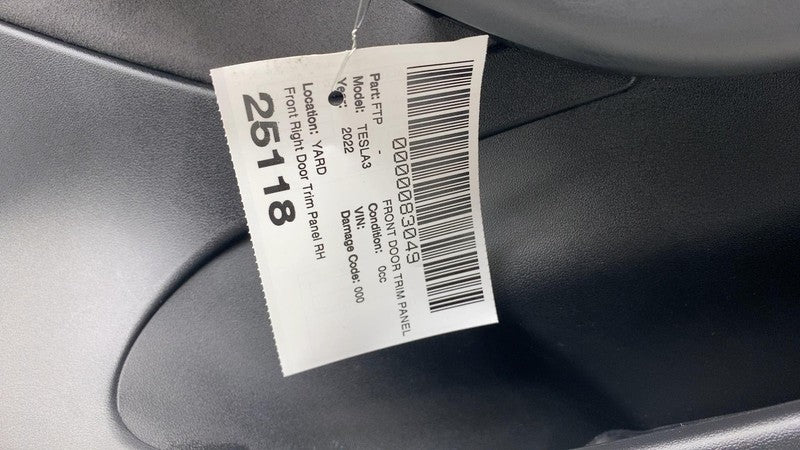 0000083049
Part: FTP - FRONT DOOR TRIM PANEL
Model: TESLA3 Condition: 0cc
Year: 2022 VIN:
Damage Code: 000
Location: YARD
Front Right Door Trim Panel RH
25118